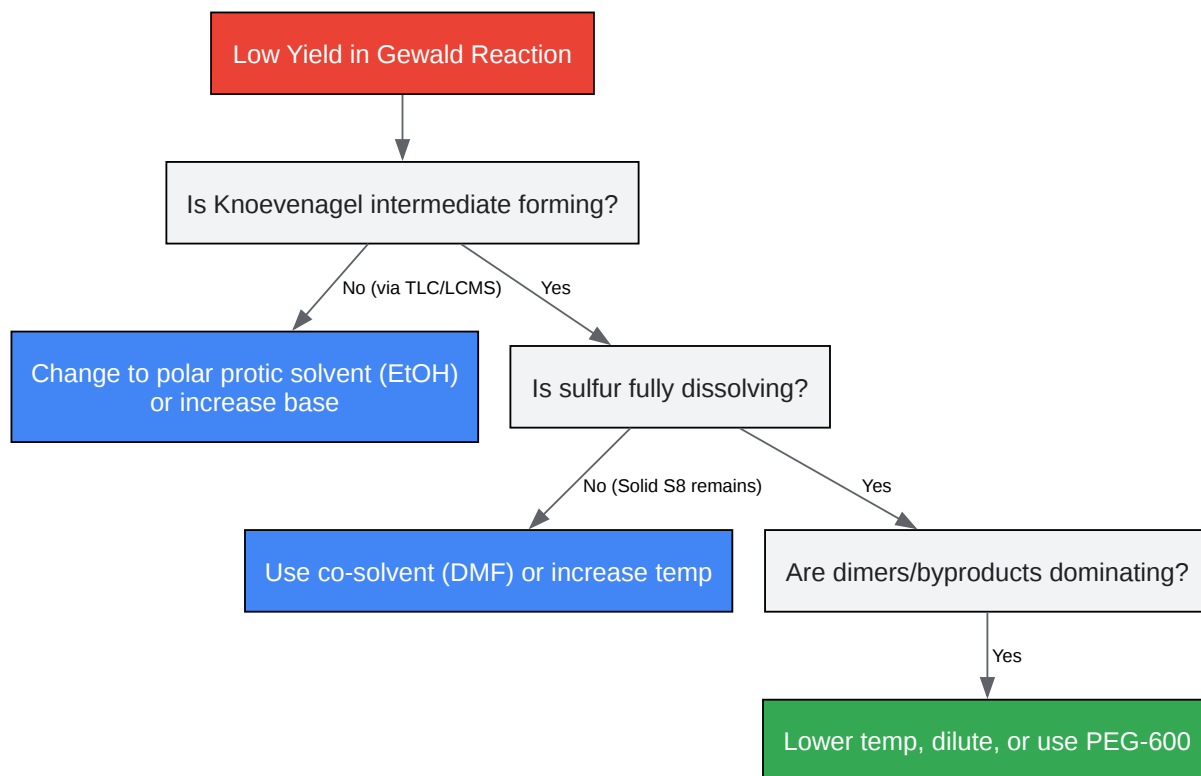 Low Yield in Gewald Reaction
Is Knoevenagel intermediate forming?
No (via TLC/LCMS)
Yes
Change to polar protic solvent (EtOH)
or increase base
Is sulfur fully dissolving?
No (Solid S8 remains)
Yes
Use co-solvent (DMF) or increase temp
Are dimers/byproducts dominating?
Yes
Lower temp, dilute, or use PEG-600